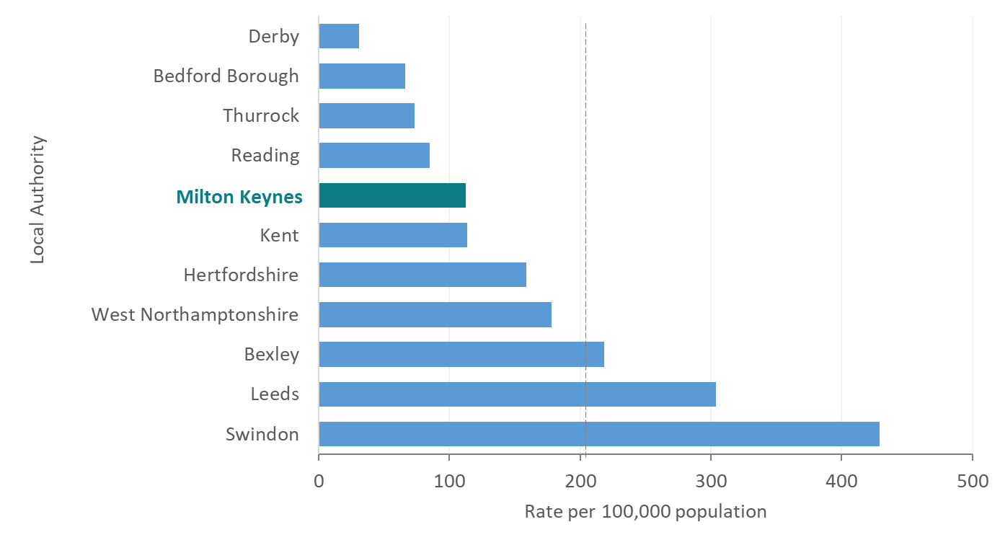 Local Authority
Derby
Bedford Borough
Thurrock
Reading
Milton Keynes
Kent
Hertfordshire
West Northamptonshire
Bexley
Leeds
Swindon
0 100 200 300 400 500
Rate per 100,000 population